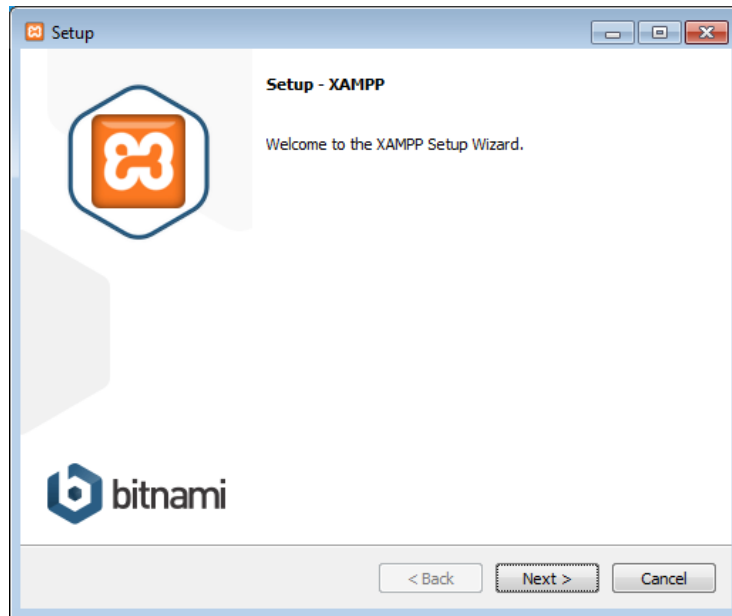 Setup
Setup - XAMPP
Welcome to the XAMPP Setup Wizard.
bitnami
< Back Next > Cancel